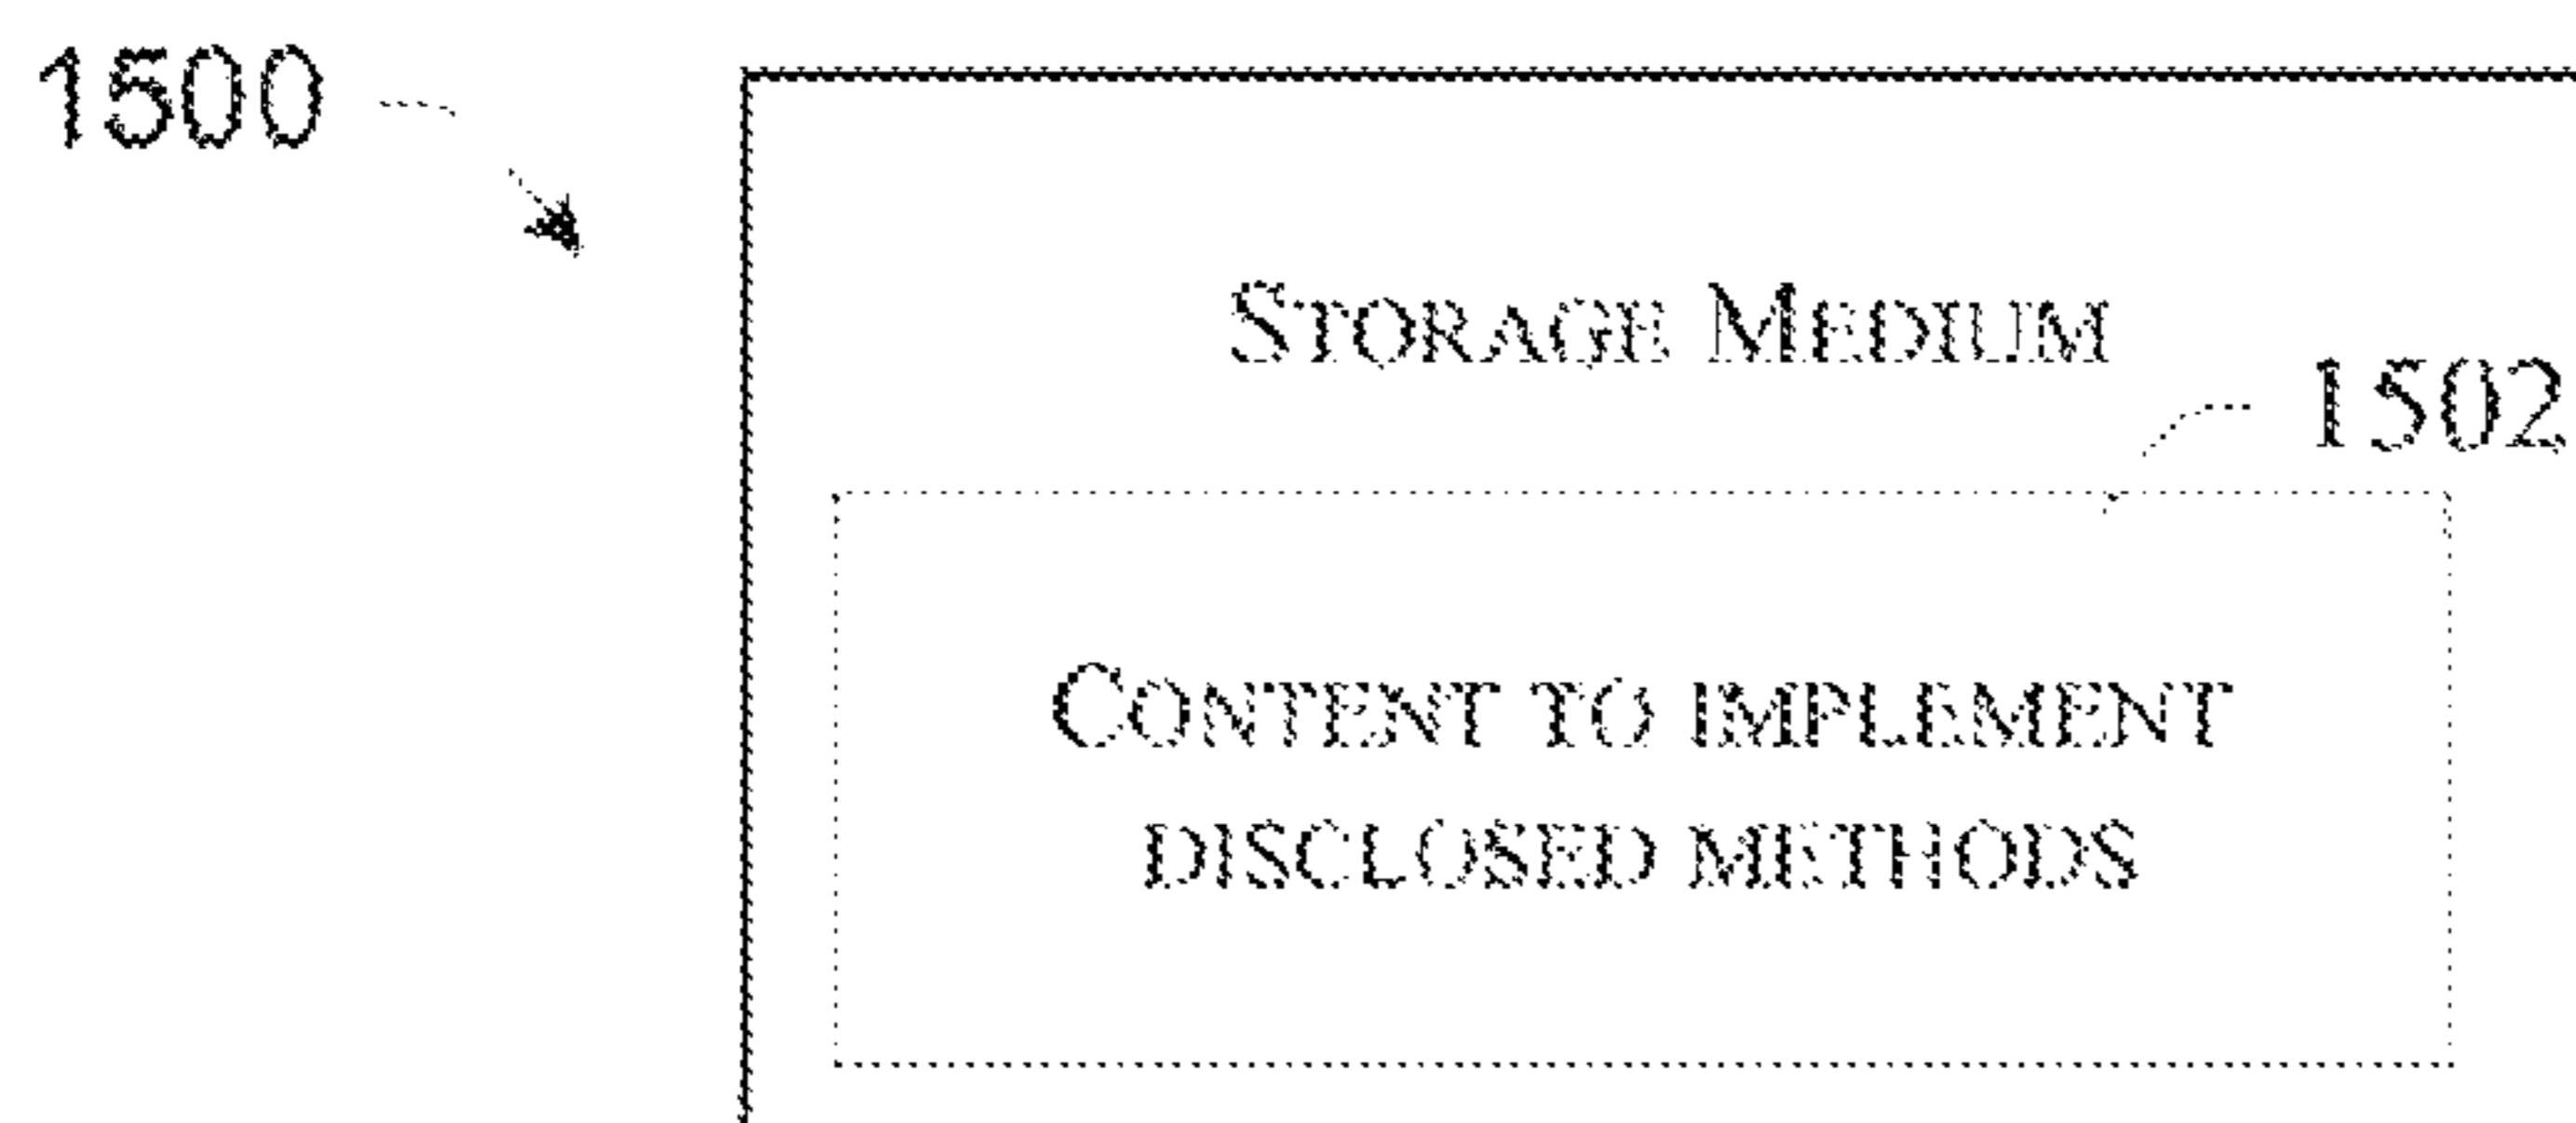 1500
STORAGE MEDIUM
1502
CONTENT TO IMPLEMENT
DISCLOSED METHODS